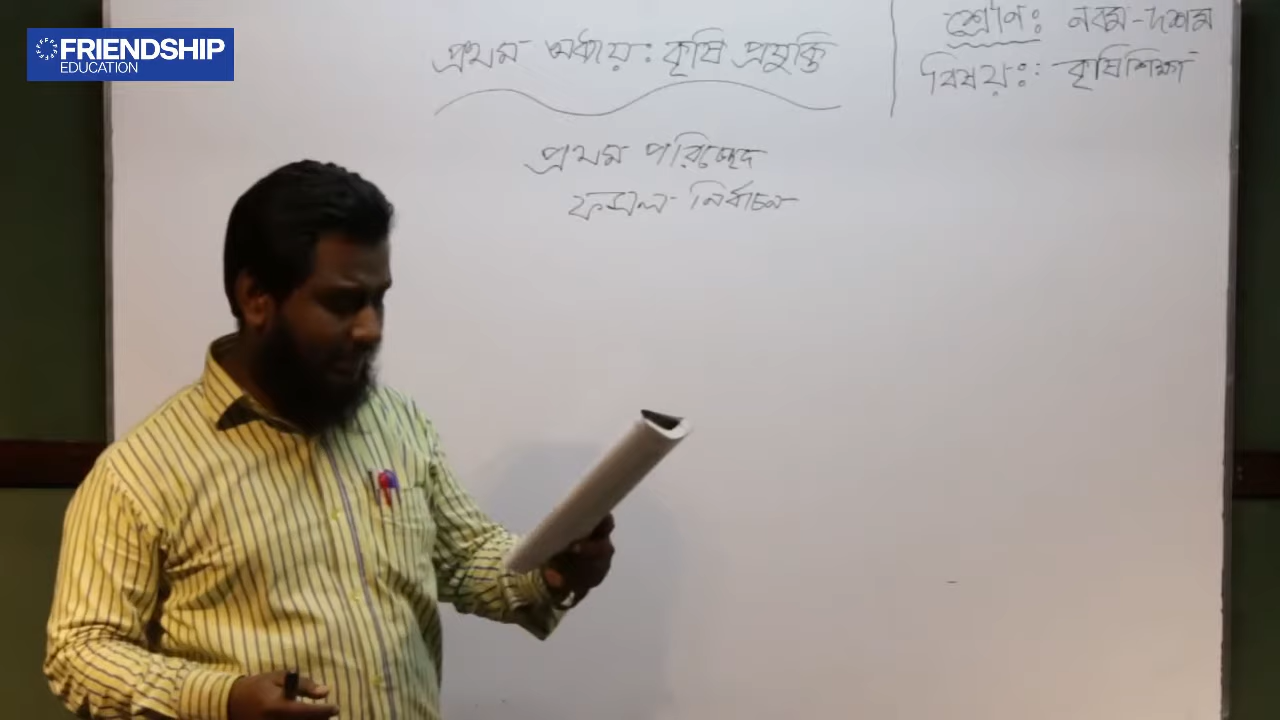 FRIENDSHIP
EDUCATION
প্রথম অধ্যায়ঃ কৃষি প্রযুক্তি
শ্রেণিঃ নবম-দশম
বিষয়ঃ কৃষিশিক্ষা
প্রথম পরিচ্ছেদ
ফসল নির্বাচন